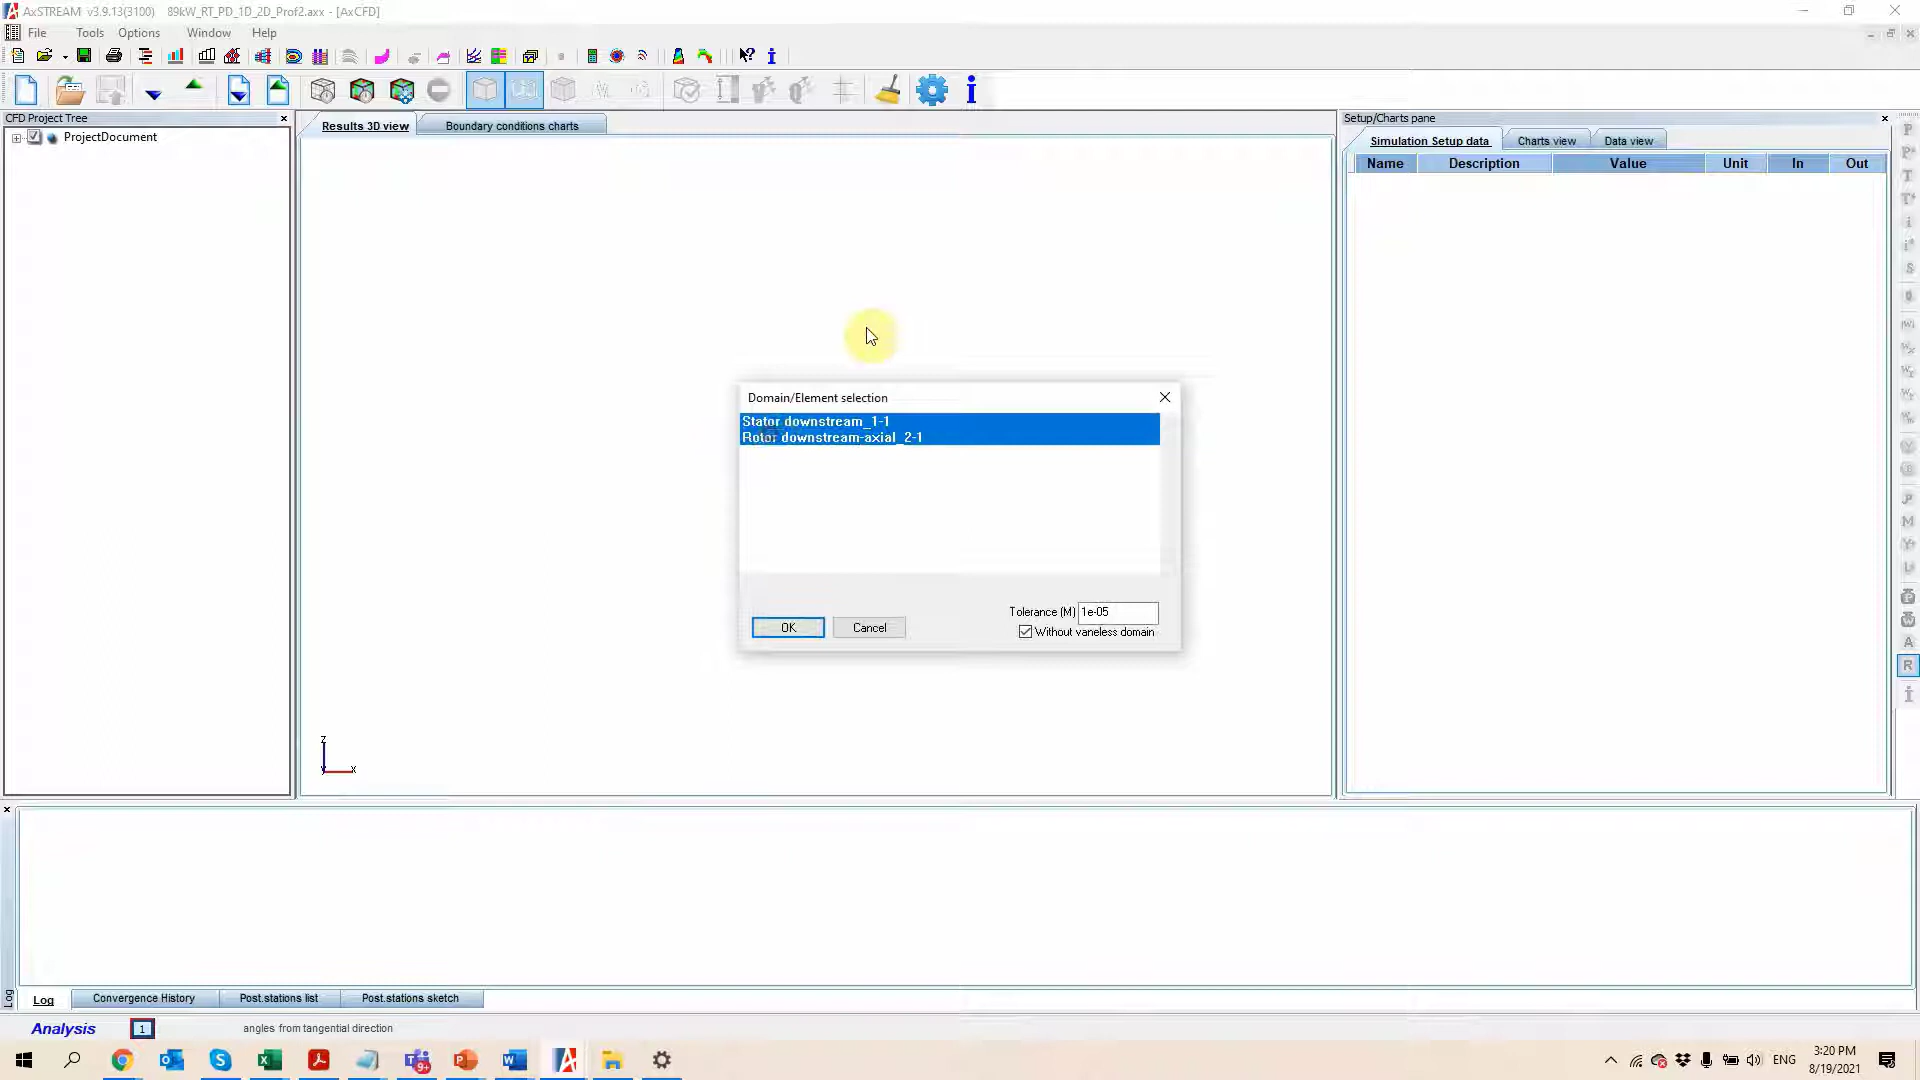 AxSTREAM v3.9.13(3100) 89kW_RT_PD_1D_2D_Prof2.axx - [AxCFD]
File Tools Options Window Help
CFD Project Tree
ProjectDocument
Results 3D view Boundary conditions charts
Setup/Charts pane
Simulation Setup data Charts view Data view
Name Description Value Unit In Out
Domain/Element selection
Stator downstream_1-1
Rotor downstream-axial_2-1
Tolerance (M) 1e-05
OK Cancel
Without vaneless domain
z
x
Log
Log Convergence History Post.stations list Post.stations sketch
Analysis 1 angles from tangential direction
9+
ENG
3:20 PM
8/19/2021